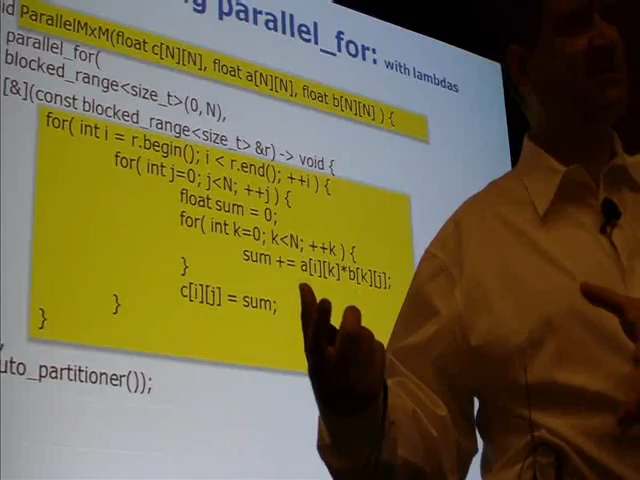 parallel_for: with lambdas
ParallelMxM(float c[N][N], float a[N][N], float b[N][N] ) {
parallel_for(
blocked_range<size_t>(0, N),
[&](const blocked_range<size_t> &r) -> void {
for( int i = r.begin(); i < r.end(); ++i ) {
for( int j=0; j<N; ++j ) {
float sum = 0;
for( int k=0; k<N; ++k ) {
sum += a[i][k]*b[k][j];
}
c[i][j] = sum;
}
}
uto_partitioner());